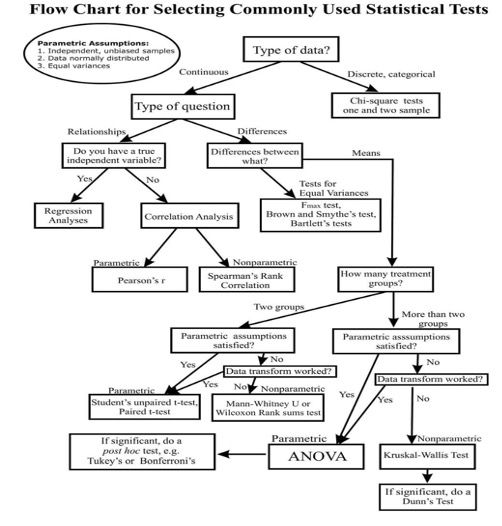 Flow Chart for Selecting Commonly Used Statistical Tests
Parametric Assumptions:
1. Independent, unbiased samples
2. Data normally distributed
3. Equal variances
Type of data?
Continuous
Discrete, categorical
Type of question
Chi-square tests
one and two sample
Relationships
Differences
Do you have a true
independent variable?
Differences between
what?
Means
Yes
No
Tests for
Equal Variances
Regression
Analyses
Correlation Analysis
Fmax test,
Brown and Smythe's test,
Bartlett's tests
Parametric
Nonparametric
Pearson's r
Spearman's Rank
Correlation
How many treatment
groups?
Two groups
More than two
groups
Parametric assumptions
satisfied?
Parametric asssumptions
satisfied?
Yes
No
No
Data transform worked?
Data transform worked?
Parametric
Yes
No
Nonparametric
Yes
Yes
No
Student's unpaired t-test,
Paired t-test
Mann-Whitney U or
Wilcoxon Rank sums test
If significant, do a
post hoc test, e.g.
Tukey's or Bonferroni's
Parametric
ANOVA
Nonparametric
Kruskal-Wallis Test
If significant, do a
Dunn's Test